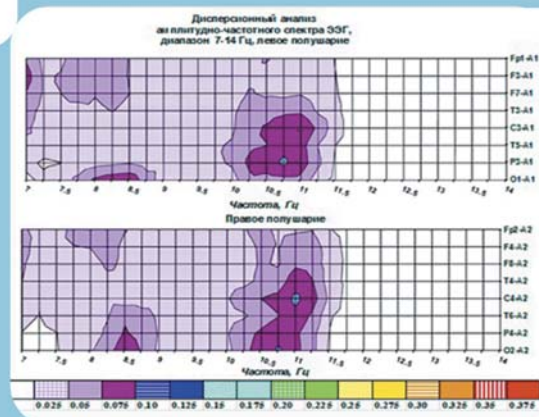 Дисперсионный анализ
амплитудно-частотного спектра ЭЭГ,
диапазон 7-14 Гц, левое полушарие
Fp1-A1
F3-A1
F7-A1
T3-A1
C3-A1
T5-A1
P3-A1
O1-A1
7 7.5 8 8.5 9 9.5 10 10.5 11 11.5 12 12.5 13 13.5 14
Частота, Гц
Правое полушарие
Fp2-A2
F4-A2
F8-A2
T4-A2
C4-A2
T6-A2
P4-A2
O2-A2
7 7.5 8 8.5 9 9.5 10 10.5 11 11.5 12 12.5 13 13.5 14
Частота, Гц
0.025 0.05 0.075 0.10 0.125 0.15 0.175 0.20 0.225 0.25 0.275 0.30 0.325 0.35 0.375